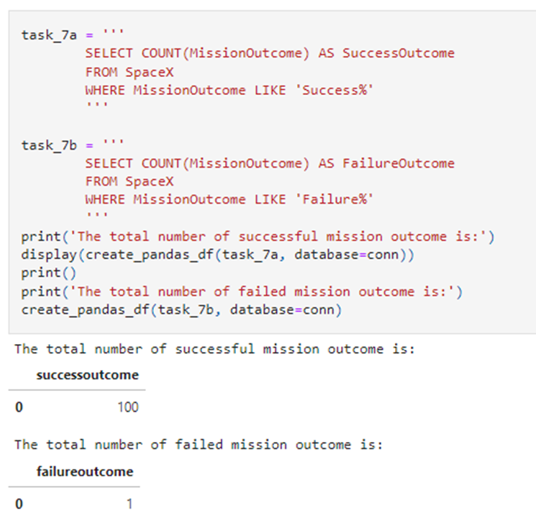 task_7a = '''
        SELECT COUNT(MissionOutcome) AS SuccessOutcome
        FROM SpaceX
        WHERE MissionOutcome LIKE 'Success%'
        '''
task_7b = '''
        SELECT COUNT(MissionOutcome) AS FailureOutcome
        FROM SpaceX
        WHERE MissionOutcome LIKE 'Failure%'
        '''
print('The total number of successful mission outcome is:')
display(create_pandas_df(task_7a, database=conn))
print()
print('The total number of failed mission outcome is:')
create_pandas_df(task_7b, database=conn)
The total number of successful mission outcome is:
successoutcome
0 100
The total number of failed mission outcome is:
failureoutcome
0 1